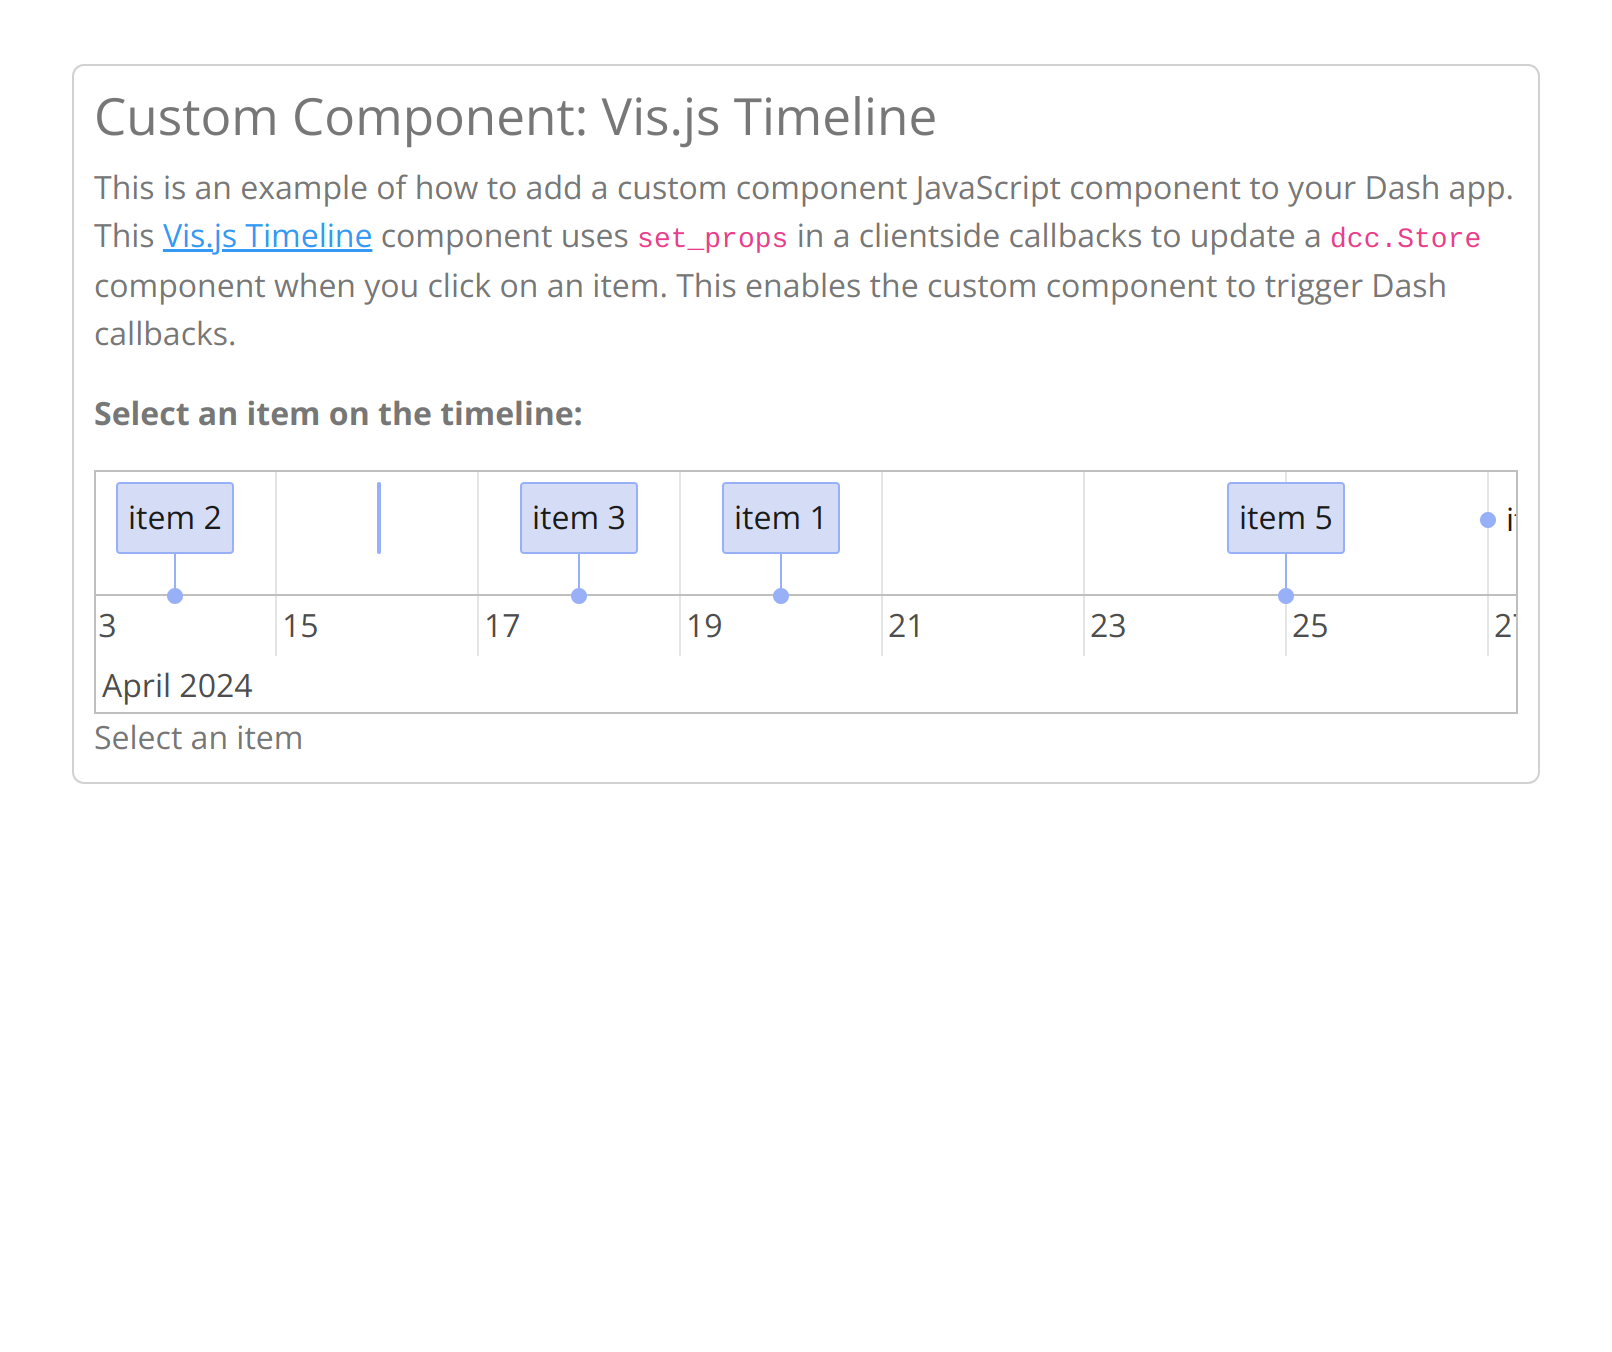 Custom Component: Vis.js Timeline
This is an example of how to add a custom component JavaScript component to your Dash app.
This Vis.js Timeline component uses set_props in a clientside callbacks to update a dcc.Store
component when you click on an item. This enables the custom component to trigger Dash
callbacks.
Select an item on the timeline:
item 2 item 3 item 1 item 5
3 15 17 19 21 23 25
April 2024
Select an item